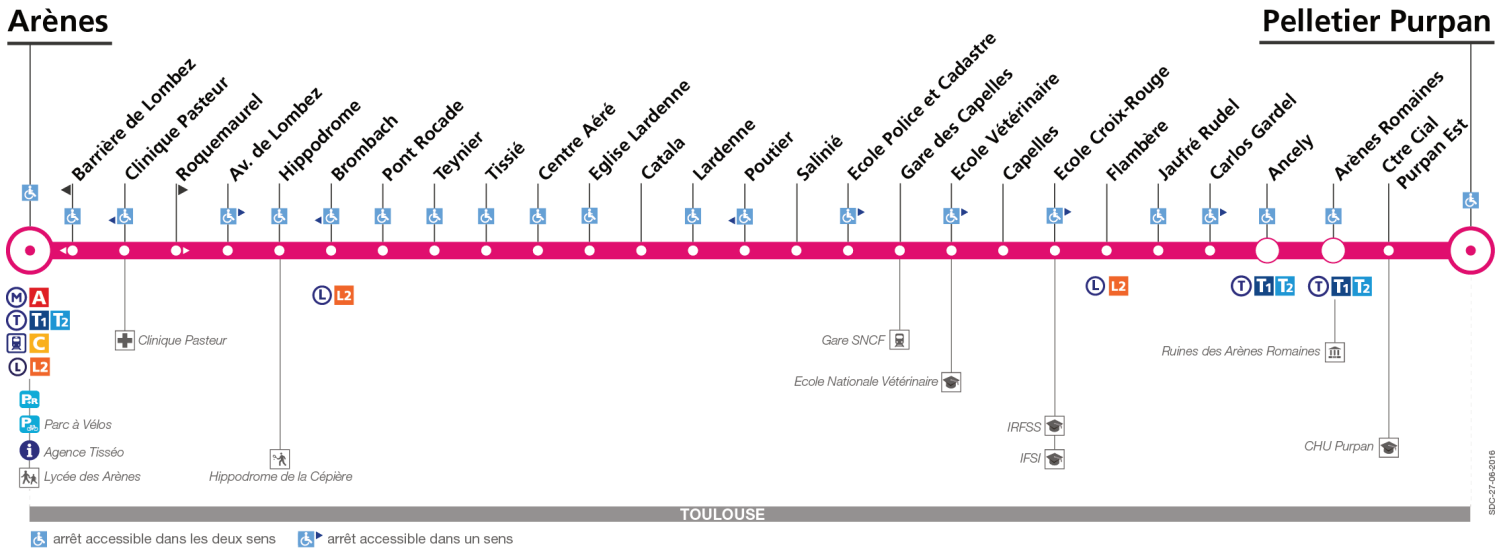 Arènes
Pelletier Purpan
Barrière de Lombez
Clinique Pasteur
Roquemaurel
Av. de Lombez
Hippodrome
Brombach
Pont Rocade
Teynier
Tissié
Centre Aéré
Eglise Lardenne
Catala
Lardenne
Poutier
Salinié
Ecole Police et Cadastre
Gare des Capelles
Ecole Vétérinaire
Capelles
Ecole Croix-Rouge
Flambère
Jaufré Rudel
Carlos Gardel
Ancely
Arènes Romaines
Ctre Cial
Purpan Est
M A
T T1 T2
C
L L2
P+R
P
Parc à Vélos
i
Agence Tisséo
Lycée des Arènes
Clinique Pasteur
Hippodrome de la Cépière
L L2
Gare SNCF
Ecole Nationale Vétérinaire
IRFSS
IFSI
L L2
T T1 T2
T T1 T2
Ruines des Arènes Romaines
CHU Purpan
SDC-27-06-2016
TOULOUSE
arrêt accessible dans les deux sens
arrêt accessible dans un sens